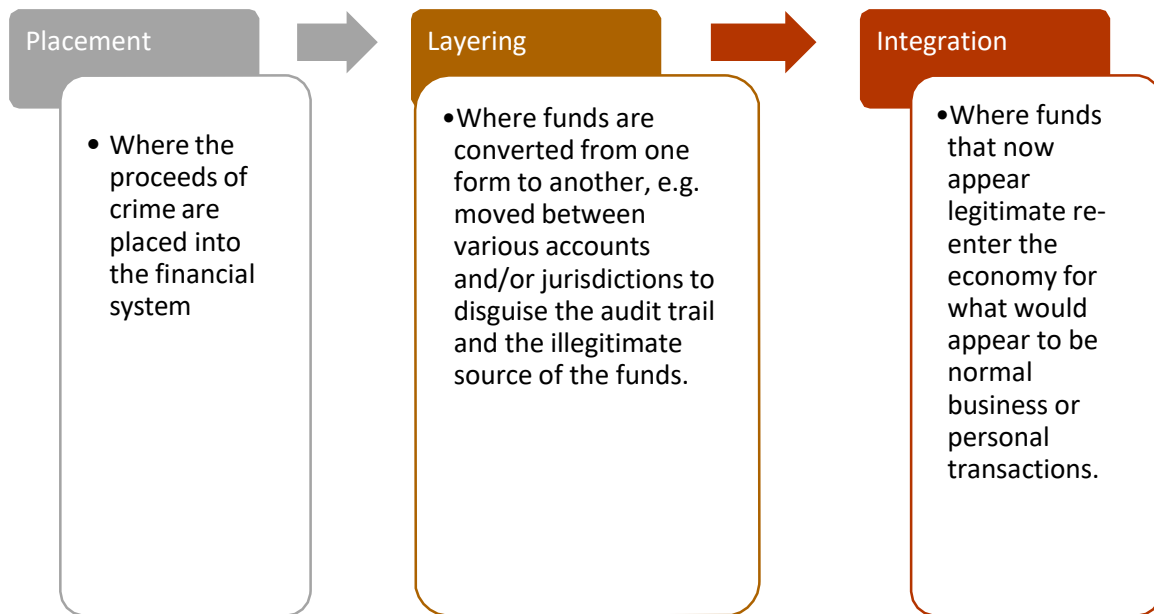 Placement
• Where the
proceeds of
crime are
placed into
the financial
system
Layering
•Where funds are
converted from one
form to another, e.g.
moved between
various accounts
and/or jurisdictions to
disguise the audit trail
and the illegitimate
source of the funds.
Integration
•Where funds
that now
appear
legitimate re-
enter the
economy for
what would
appear to be
normal
business or
personal
transactions.